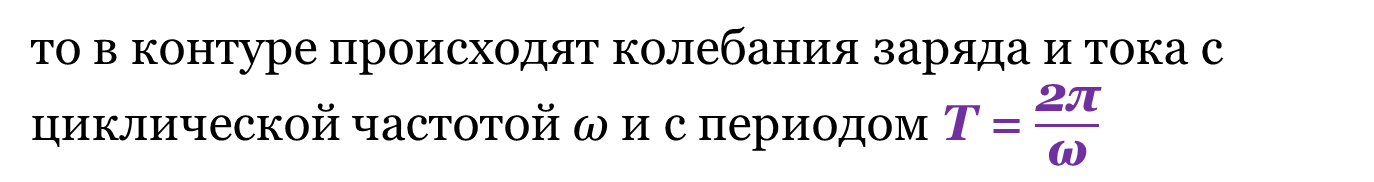 то в контуре происходят колебания заряда и тока с
циклической частотой ω и с периодом T = 2π/ω